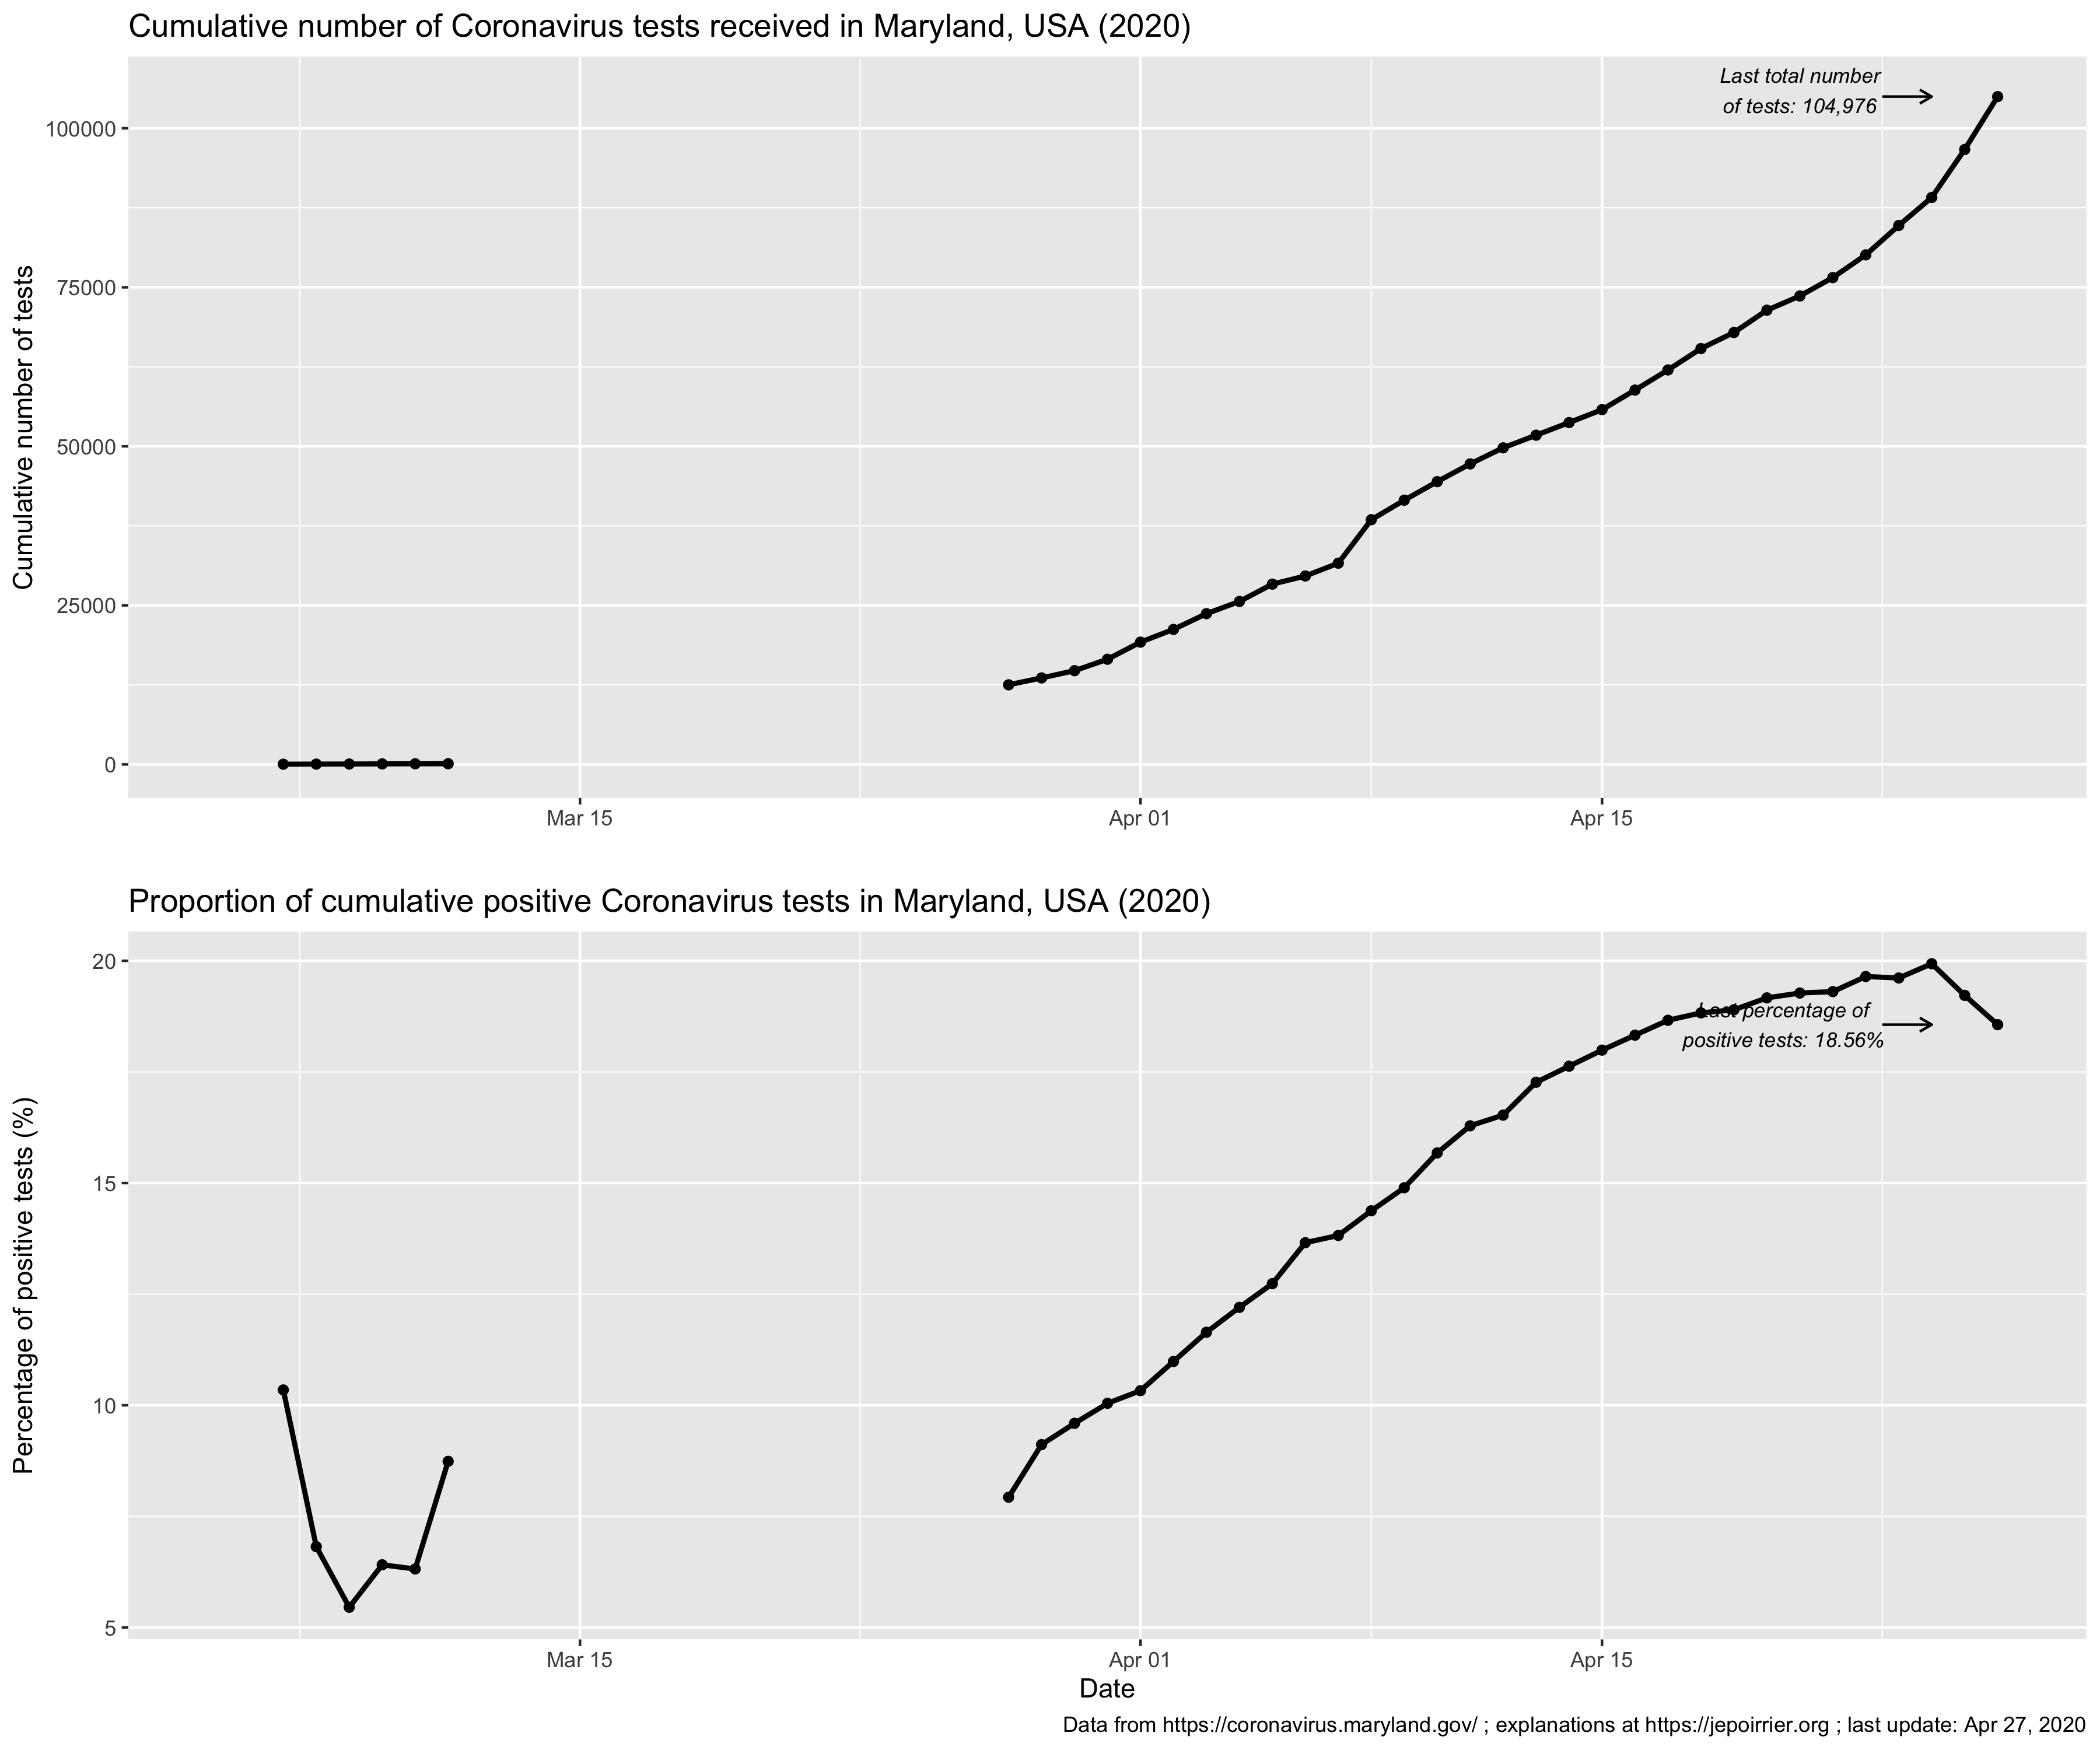 Cumulative number of Coronavirus tests received in Maryland, USA (2020)
Cumulative number of tests
100000
75000
50000
25000
0
Last total number
of tests: 104,976
Mar 15
Apr 01
Apr 15
Proportion of cumulative positive Coronavirus tests in Maryland, USA (2020)
Percentage of positive tests (%)
20
15
10
5
Last percentage of
positive tests: 18.56%
Mar 15
Apr 01
Apr 15
Date
Data from https://coronavirus.maryland.gov/ ; explanations at https://jepoirrier.org ; last update: Apr 27, 2020